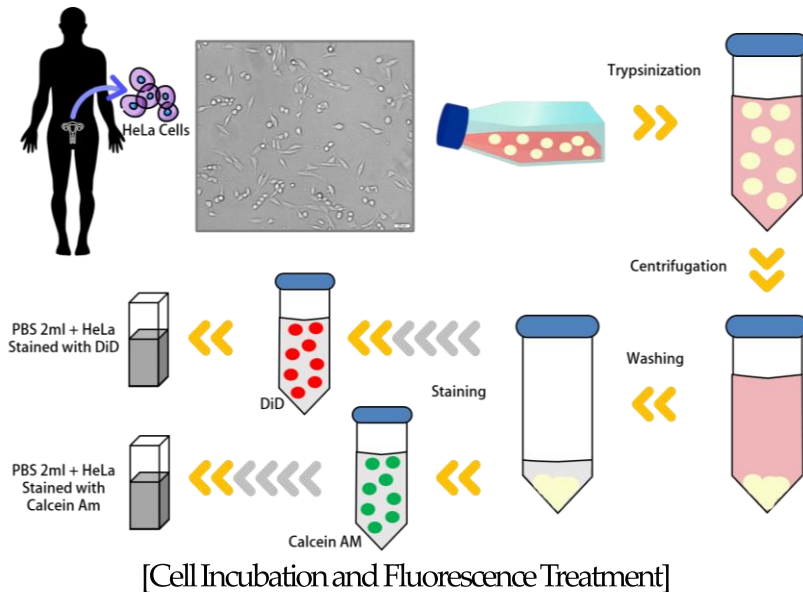 HeLa Cells
Trypsinization
Centrifugation
Washing
Staining
DiD
PBS 2ml + HeLa
Stained with DiD
Calcein AM
PBS 2ml + HeLa
Stained with
Calcein Am
[Cell Incubation and Fluorescence Treatment]